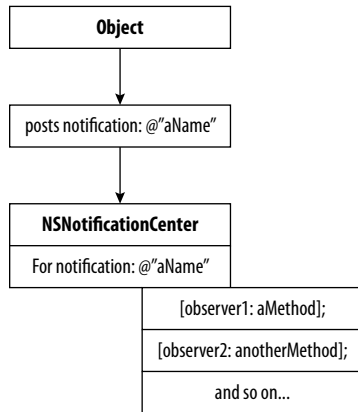 Object
posts notification: @”aName”
NSNotificationCenter
For notification: @”aName”
[observer1: aMethod];
[observer2: anotherMethod];
and so on...